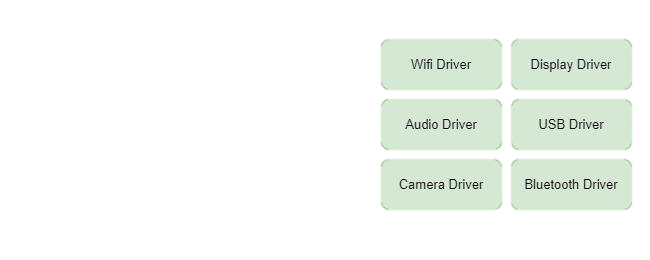 Wifi Driver
Display Driver
Audio Driver
USB Driver
Camera Driver
Bluetooth Driver